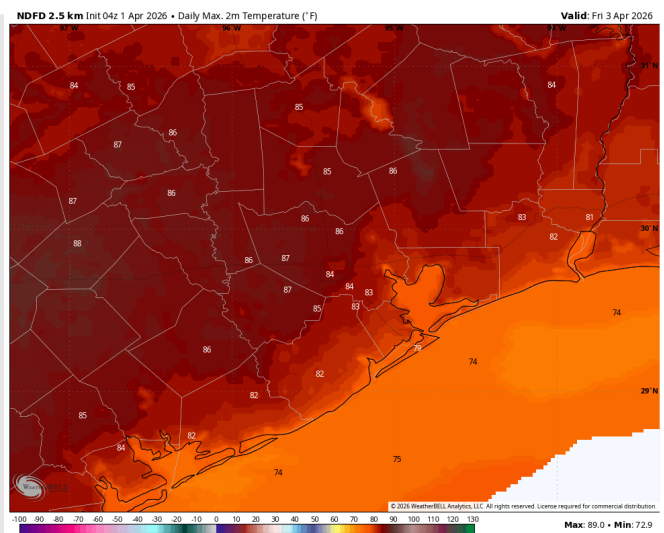 NDFD 2.5 km Init 04z 1 Apr 2026 • Daily Max. 2m Temperature (°F) Valid: Fri 3 Apr 2026
97°W 96°W 95°W 94°W
31°N
84 85 84
85
86
87
85 86
86
87
86 83 81
86 82 30°N
88
86 87
84
87 84 83
85 83
74
79
86 74
82
29°N
82
85
82
84
75
74
WEATHERBELL
© 2026 WeatherBELL Analytics, LLC. All rights reserved. License required for commercial distribution.
-100 -90 -80 -70 -60 -50 -40 -30 -20 -10 0 10 20 30 40 50 60 70 80 90 100 110 120 130
Max: 89.0 • Min: 72.9